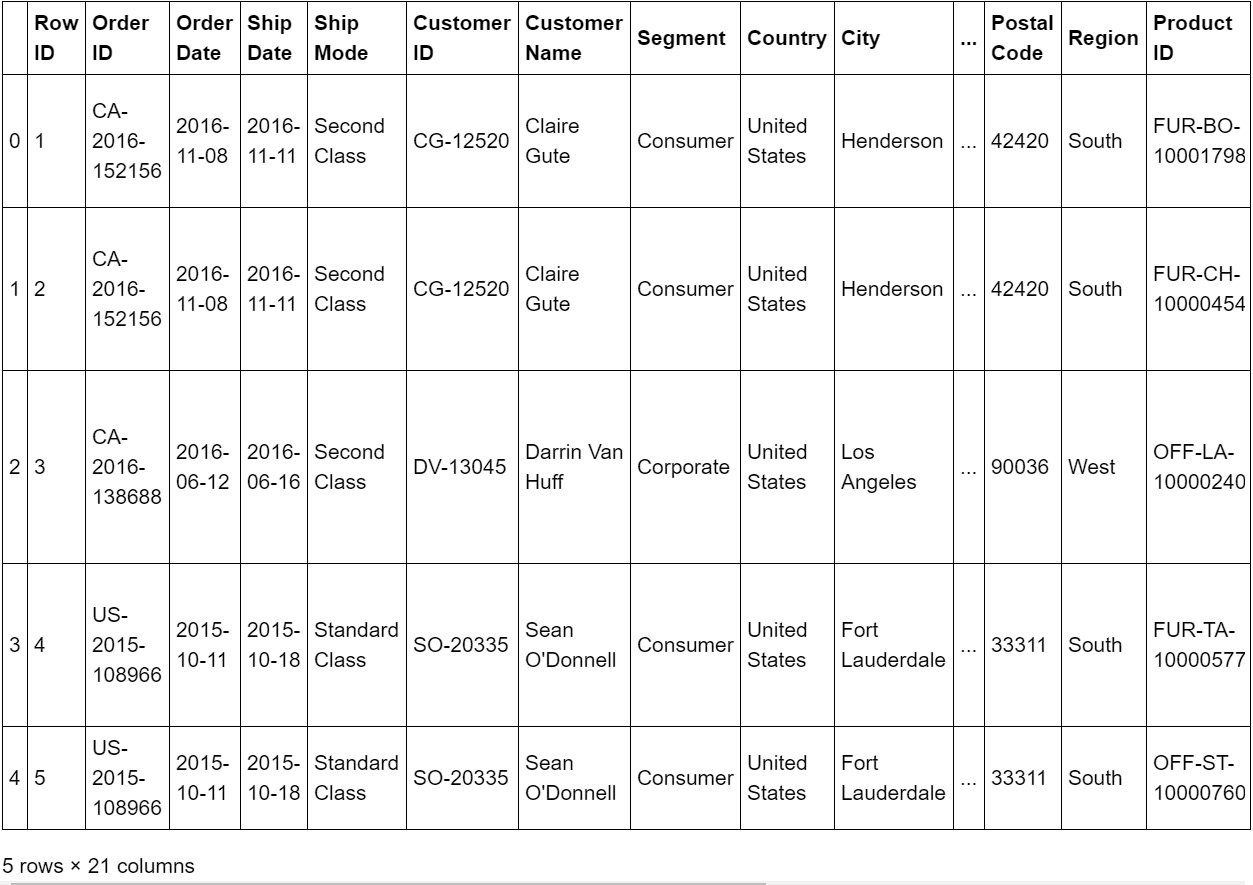 Row ID Order ID Order Date Ship Date Ship Mode Customer ID Customer Name Segment Country City ... Postal Code Region Product ID
0 1 CA-2016-152156 2016-11-08 2016-11-11 Second Class CG-12520 Claire Gute Consumer United States Henderson ... 42420 South FUR-BO-10001798
1 2 CA-2016-152156 2016-11-08 2016-11-11 Second Class CG-12520 Claire Gute Consumer United States Henderson ... 42420 South FUR-CH-10000454
2 3 CA-2016-138688 2016-06-12 2016-06-16 Second Class DV-13045 Darrin Van Huff Corporate United States Los Angeles ... 90036 West OFF-LA-10000240
3 4 US-2015-108966 2015-10-11 2015-10-18 Standard Class SO-20335 Sean O'Donnell Consumer United States Fort Lauderdale ... 33311 South FUR-TA-10000577
4 5 US-2015-108966 2015-10-11 2015-10-18 Standard Class SO-20335 Sean O'Donnell Consumer United States Fort Lauderdale ... 33311 South OFF-ST-10000760
5 rows × 21 columns